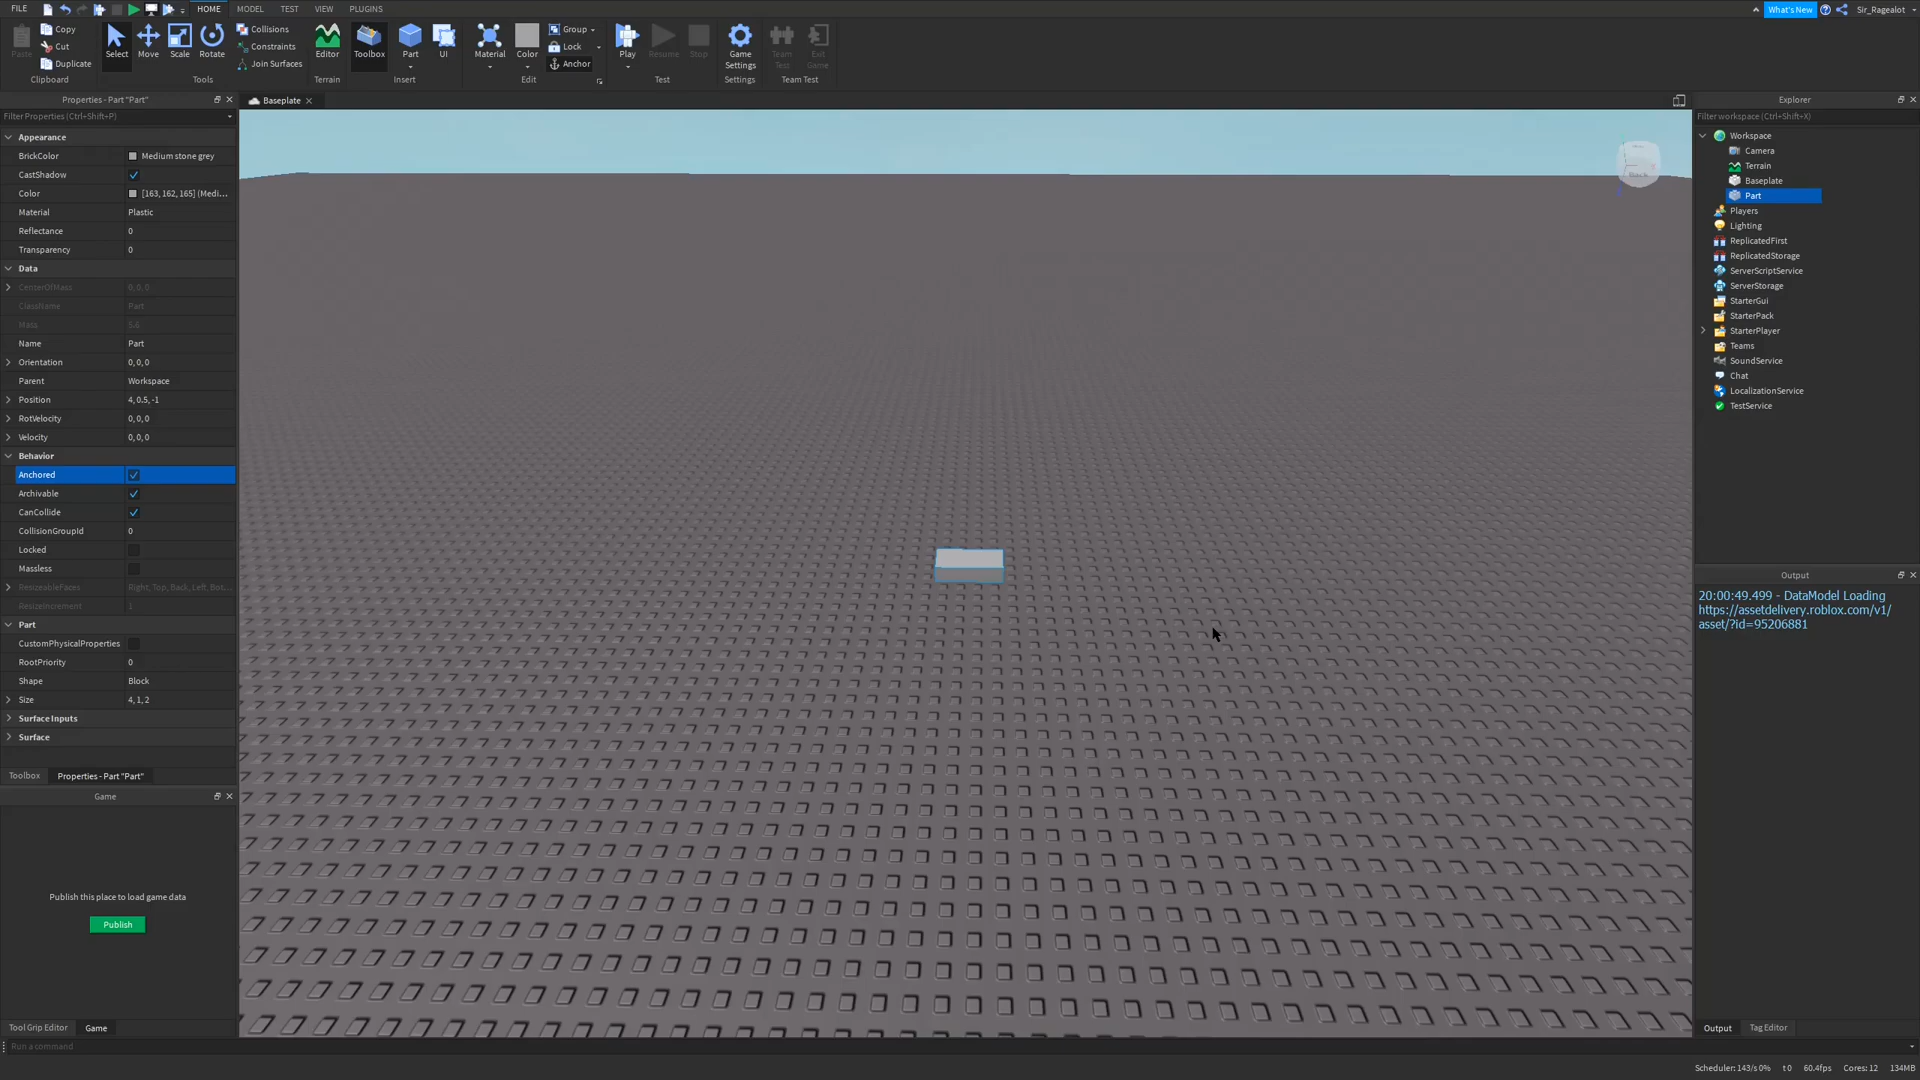 FILE
HOME
MODEL
TEST
VIEW
PLUGINS
What's New
Sir_Ragealot
Paste
Copy
Cut
Duplicate
Clipboard
Select
Move
Scale
Rotate
Collisions
Constraints
Join Surfaces
Tools
Editor
Terrain
Toolbox
Part
UI
Insert
Material
Color
Group
Lock
Anchor
Edit
Play
Resume
Stop
Test
Game
Settings
Settings
Team
Test
Exit
Game
Team Test
Properties - Part "Part"
Filter Properties (Ctrl+Shift+P)
Appearance
BrickColor Medium stone grey
CastShadow
Color [163, 162, 165] (Medi...
Material Plastic
Reflectance 0
Transparency 0
Data
CenterOfMass 0, 0, 0
ClassName Part
Mass 5.6
Name Part
Orientation 0, 0, 0
Parent Workspace
Position 4, 0.5, -1
RotVelocity 0, 0, 0
Velocity 0, 0, 0
Behavior
Anchored
Archivable
CanCollide
CollisionGroupId 0
Locked
Massless
ResizeableFaces Right, Top, Back, Left, Bot...
ResizeIncrement 1
Part
CustomPhysicalProperties
RootPriority 0
Shape Block
Size 4, 1, 2
Surface Inputs
Surface
Toolbox
Properties - Part "Part"
Game
Publish this place to load game data
Publish
Tool Grip Editor
Game
Run a command
Baseplate
Back
Explorer
Filter workspace (Ctrl+Shift+X)
Workspace
Camera
Terrain
Baseplate
Part
Players
Lighting
ReplicatedFirst
ReplicatedStorage
ServerScriptService
ServerStorage
StarterGui
StarterPack
StarterPlayer
Teams
SoundService
Chat
LocalizationService
TestService
Output
20:00:49.499 - DataModel Loading
https://assetdelivery.roblox.com/v1/
asset/?id=95206881
Output
Tag Editor
Scheduler: 143/s 0%
t 0
60.4fps
Cores: 12
134MB